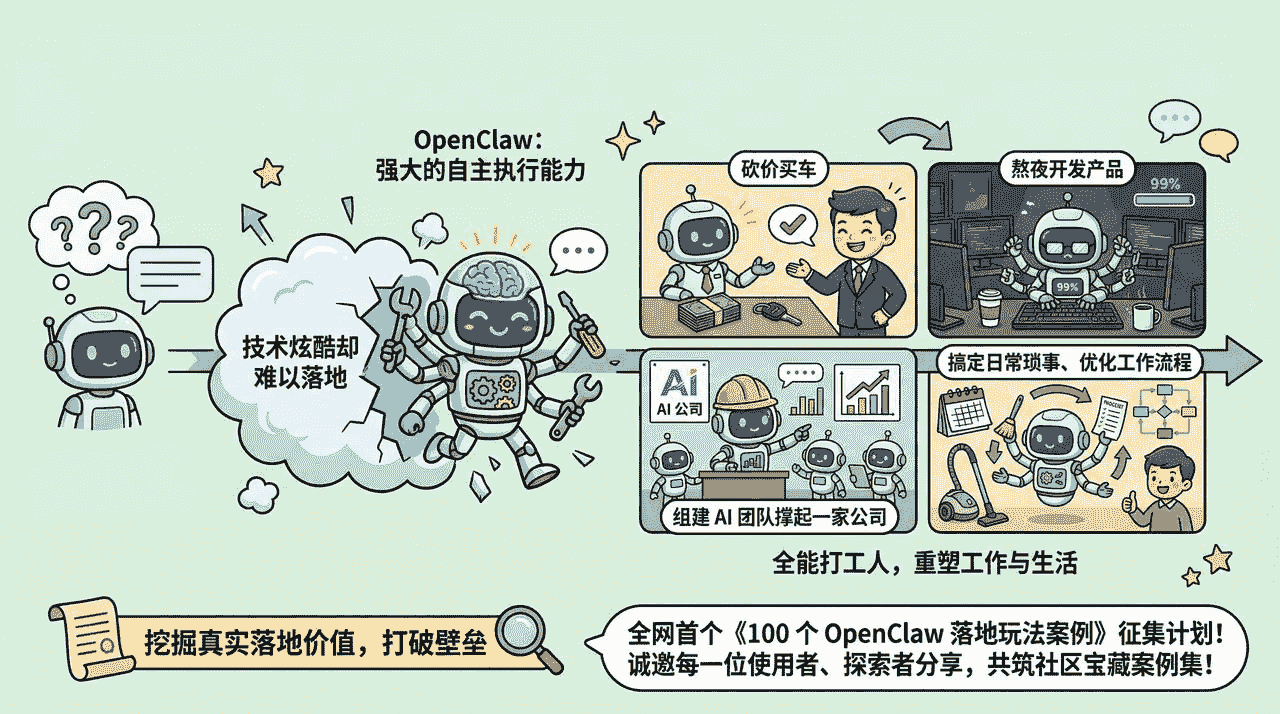 OpenClaw：
强大的自主执行能力
???
技术炫酷却
难以落地
砍价买车
熬夜开发产品
99%
99%
Ai
AI 公司
组建 AI 团队撑起一家公司
搞定日常琐事、优化工作流程
全能打工人，重塑工作与生活
挖掘真实落地价值，打破壁垒
全网首个《100 个 OpenClaw 落地玩法案例》征集计划！
诚邀每一位使用者、探索者分享，共筑社区宝藏案例集！